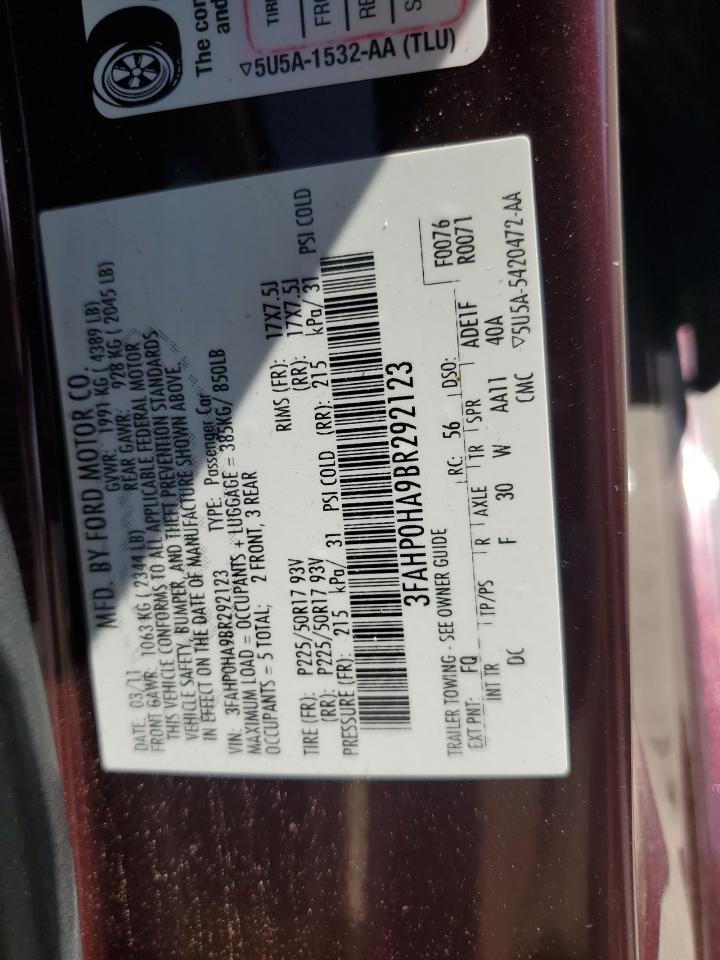 The cor
and
TIRE
FRO
RE
S
▽5U5A-1532-AA (TLU)
MFD. BY FORD MOTOR CO.
DATE: 03/11 GVWR: 1991 KG ( 4389 LB)
FRONT GAWR: 1063 KG ( 2344 LB) REAR GAWR: 928 KG ( 2045 LB)
THIS VEHICLE CONFORMS TO ALL APPLICABLE FEDERAL MOTOR
VEHICLE SAFETY, BUMPER, AND THEFT PREVENTION STANDARDS
IN EFFECT ON THE DATE OF MANUFACTURE SHOWN ABOVE.
VIN: 3FAHP0HA9BR292123 TYPE: Passenger Car
MAXIMUM LOAD = OCCUPANTS + LUGGAGE = 385KG/ 850LB
OCCUPANTS = 5 TOTAL; 2 FRONT, 3 REAR
TIRE (FR): P225/50R17 93V RIMS (FR): 17X7.5J
(RR): P225/50R17 93V (RR): 17X7.5J
PRESSURE (FR): 215 kPa/ 31 PSI COLD (RR): 215 kPa/ 31 PSI COLD
3FAHP0HA9BR292123
TRAILER TOWING - SEE OWNER GUIDE F0076
R0071
EXT PNT: FQ RC: 56 DSO:
INT TR TP/PS R AXLE TR SPR ADE1F
DC F 30 W AA11 40A
CMC ▽5U5A-5420472-AA